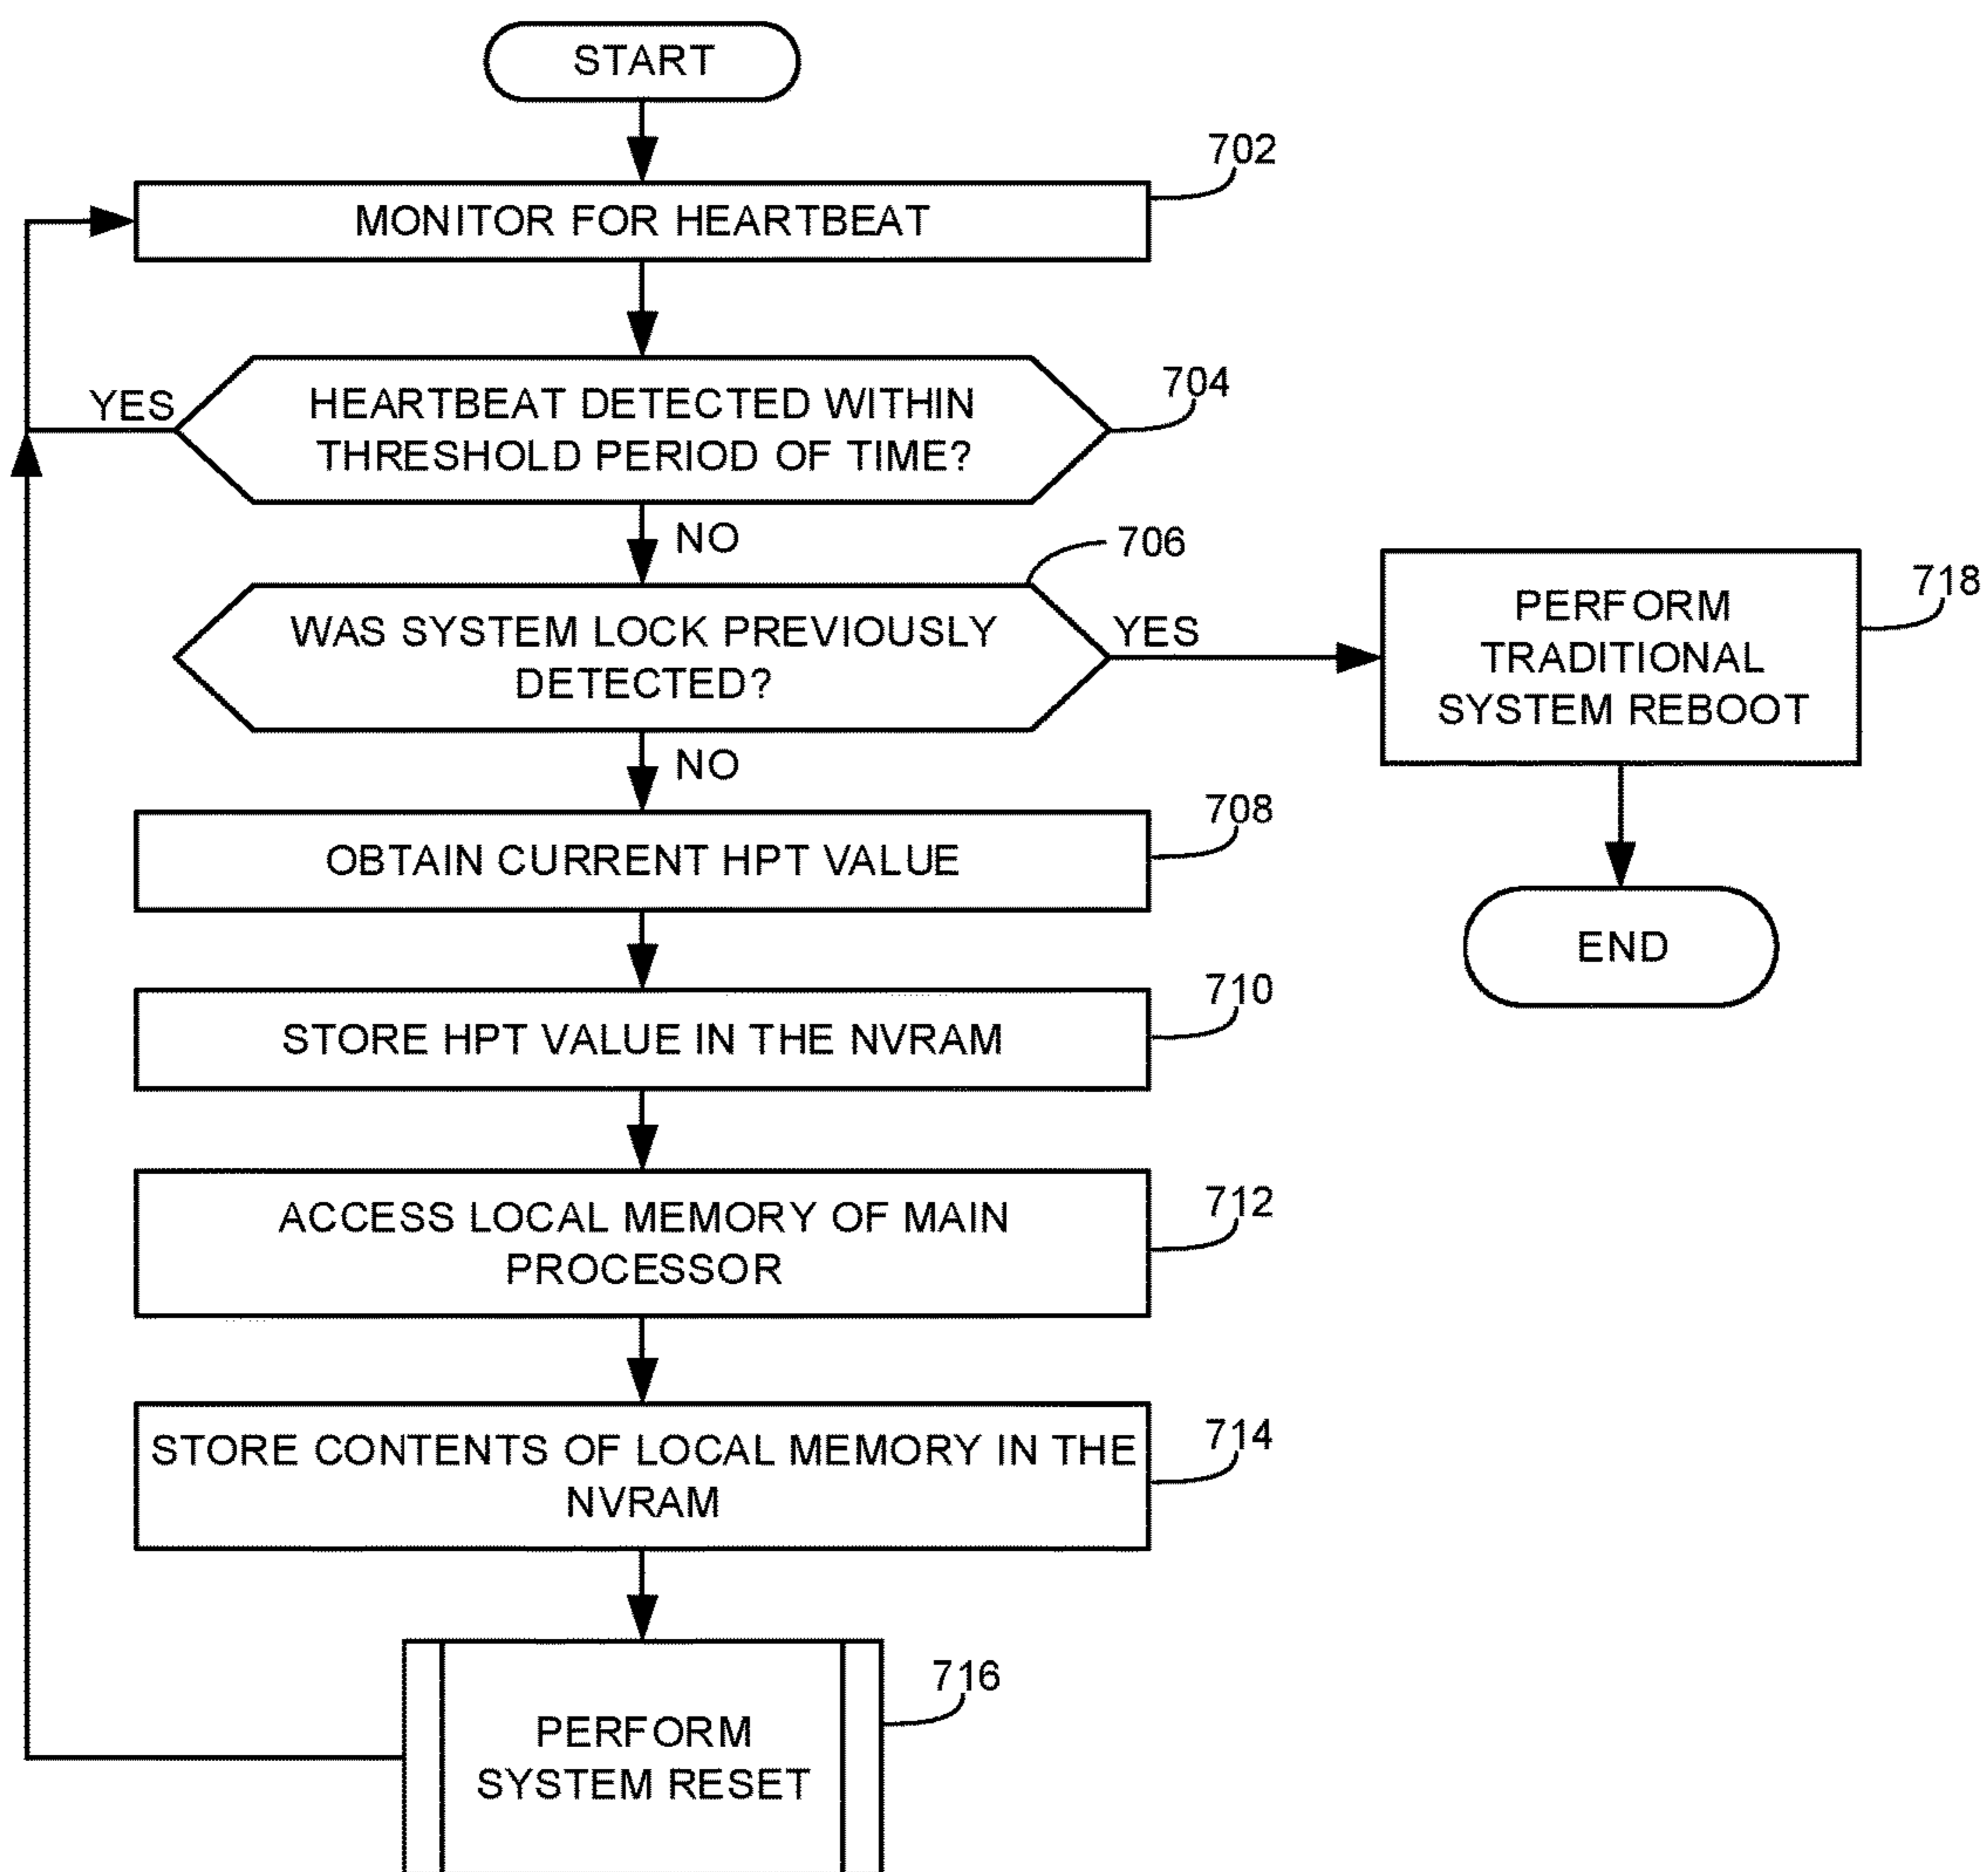 START
702
MONITOR FOR HEARTBEAT
704
YES
HEARTBEAT DETECTED WITHIN
THRESHOLD PERIOD OF TIME?
NO
706
WAS SYSTEM LOCK PREVIOUSLY
DETECTED?
YES
718
PERFORM
TRADITIONAL
SYSTEM REBOOT
NO
708
OBTAIN CURRENT HPT VALUE
END
710
STORE HPT VALUE IN THE NVRAM
712
ACCESS LOCAL MEMORY OF MAIN
PROCESSOR
714
STORE CONTENTS OF LOCAL MEMORY IN THE
NVRAM
716
PERFORM
SYSTEM RESET